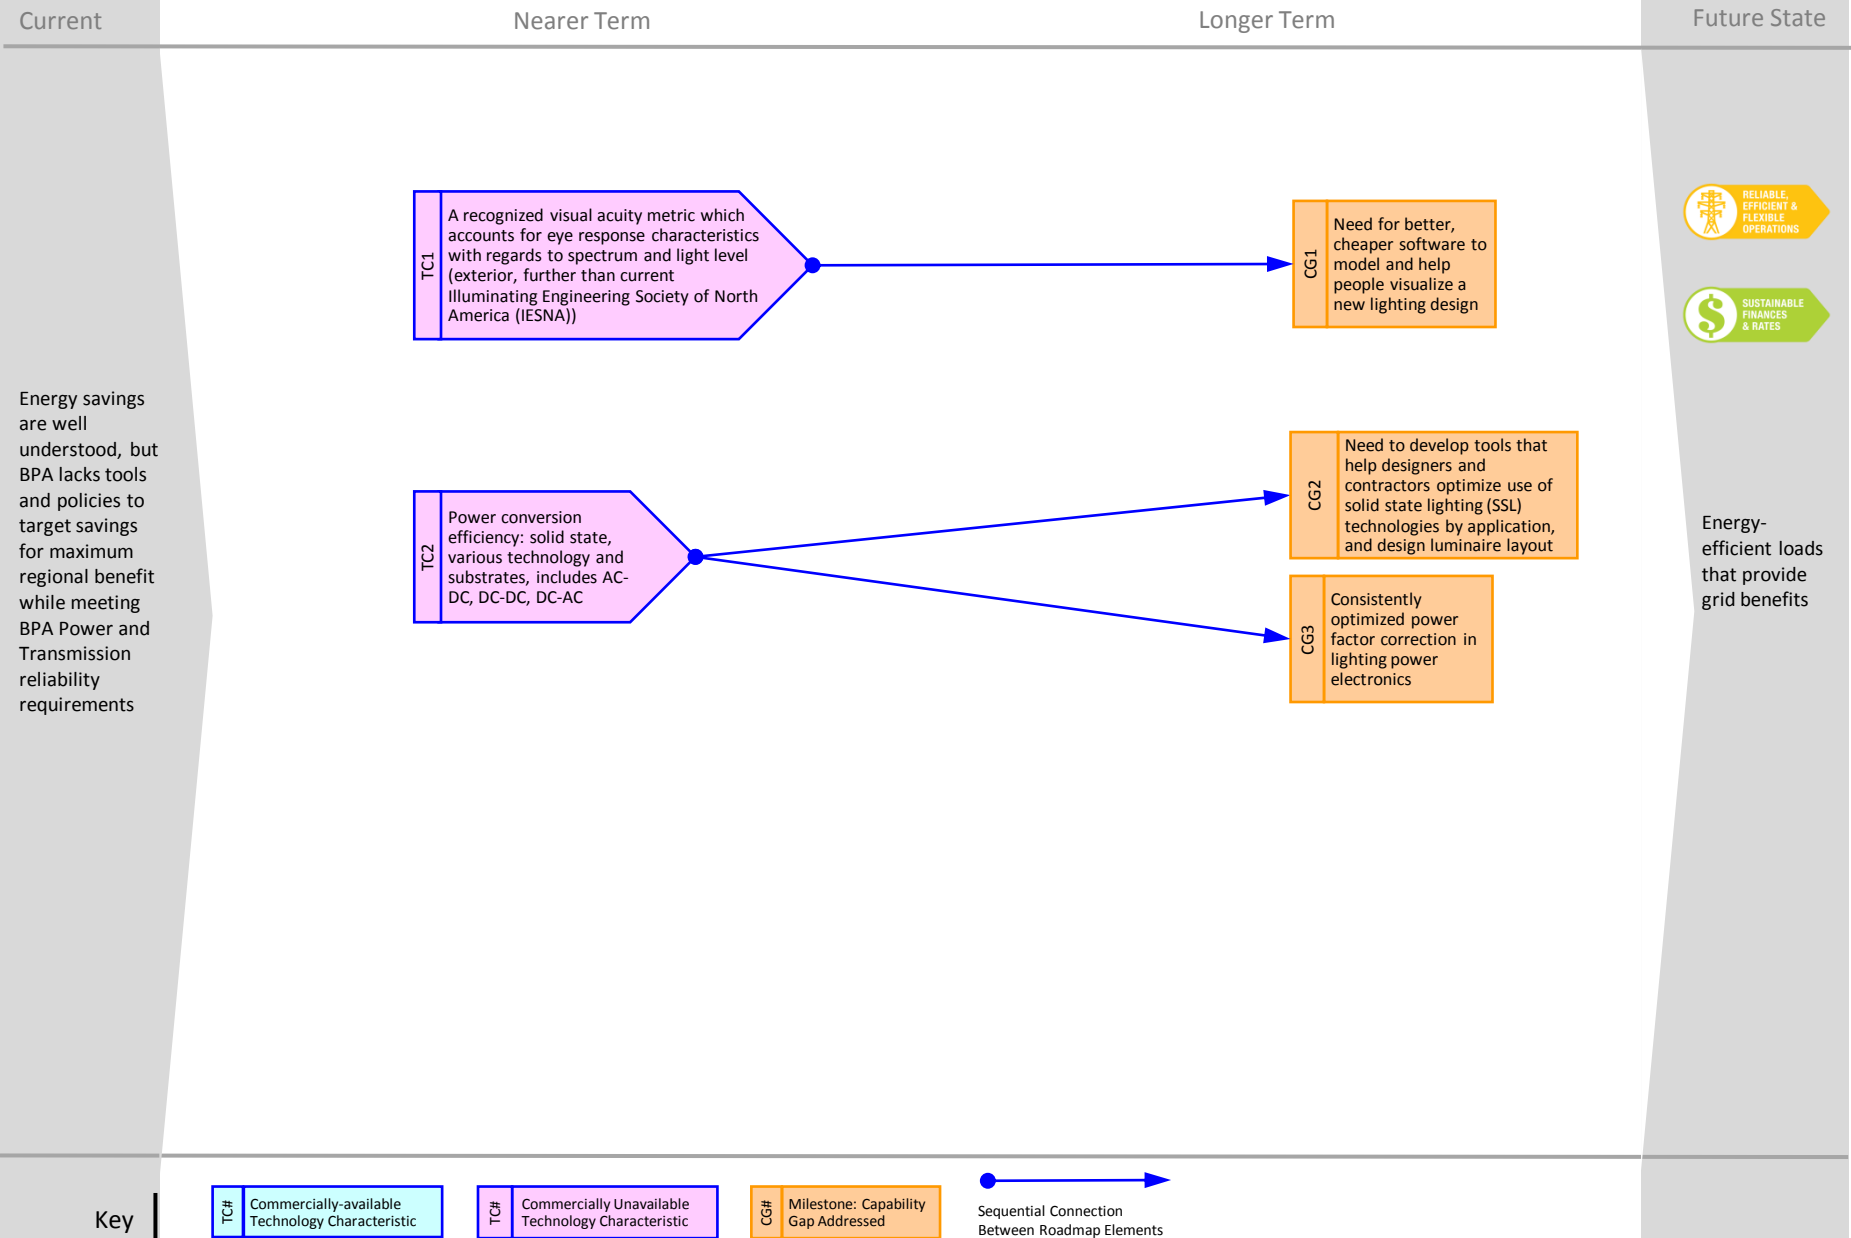 Current
Nearer Term
Longer Term
Future State
TC1
A recognized visual acuity metric which
accounts for eye response characteristics
with regards to spectrum and light level
(exterior, further than current
Illuminating Engineering Society of North
America (IESNA))
CG1
Need for better,
cheaper software to
model and help
people visualize a
new lighting design
RELIABLE,
EFFICIENT &
FLEXIBLE
OPERATIONS
$
SUSTAINABLE
FINANCES
& RATES
Energy savings
are well
understood, but
BPA lacks tools
and policies to
target savings
for maximum
regional benefit
while meeting
BPA Power and
Transmission
reliability
requirements
TC2
Power conversion
efficiency: solid state,
various technology and
substrates, includes AC-
DC, DC-DC, DC-AC
CG2
Need to develop tools that
help designers and
contractors optimize use of
solid state lighting (SSL)
technologies by application,
and design luminaire layout
CG3
Consistently
optimized power
factor correction in
lighting power
electronics
Energy-
efficient loads
that provide
grid benefits
Key
TC#
Commercially-available
Technology Characteristic
TC#
Commercially Unavailable
Technology Characteristic
CG#
Milestone: Capability
Gap Addressed
Sequential Connection
Between Roadmap Elements